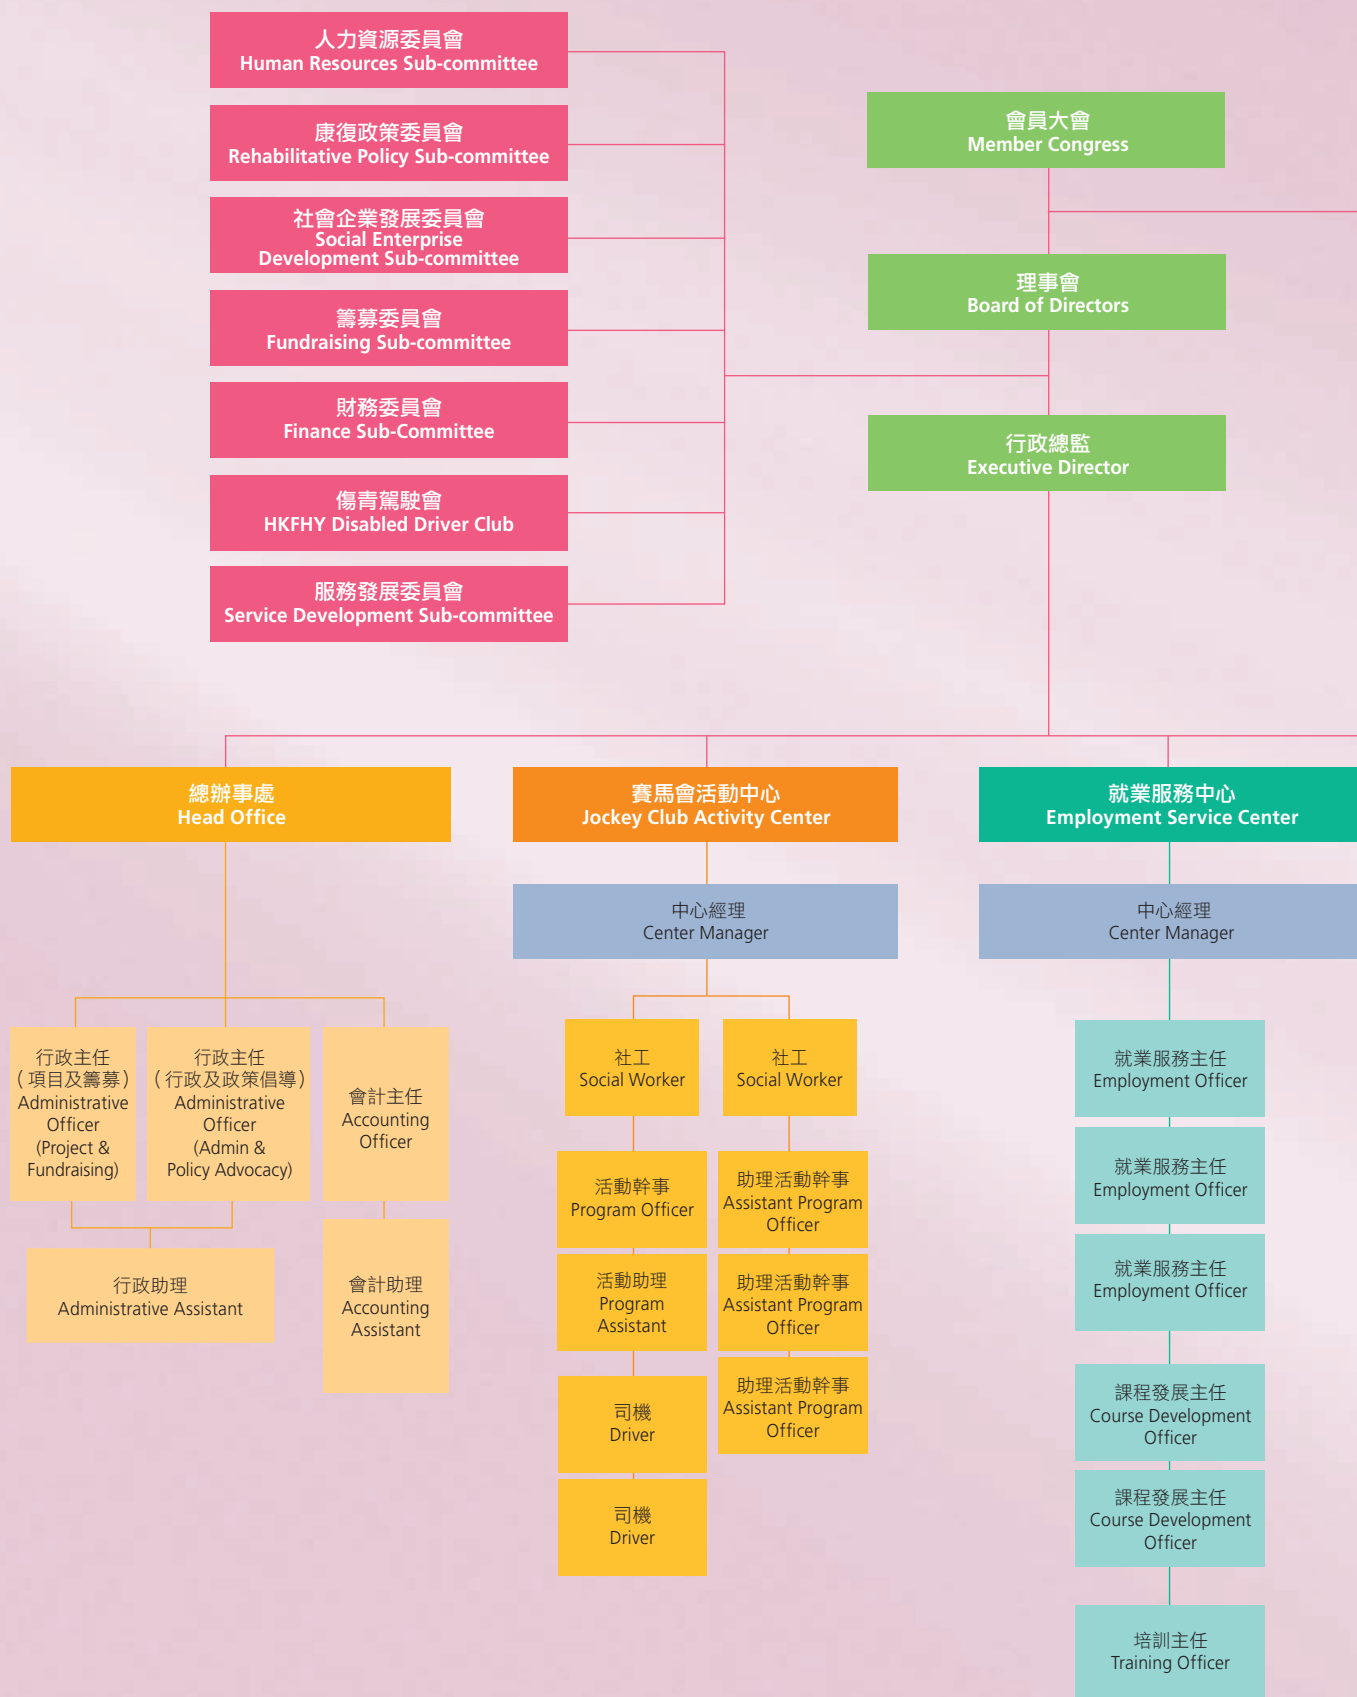 人力資源委員會
Human Resources Sub-committee
康復政策委員會
Rehabilitative Policy Sub-committee
社會企業發展委員會
Social Enterprise
Development Sub-committee
籌募委員會
Fundraising Sub-committee
財務委員會
Finance Sub-Committee
傷青駕駛會
HKFHY Disabled Driver Club
服務發展委員會
Service Development Sub-committee
會員大會
Member Congress
理事會
Board of Directors
行政總監
Executive Director
總辦事處
Head Office
行政主任
（項目及籌募）
Administrative
Officer
(Project &
Fundraising)
行政主任
（行政及政策倡導）
Administrative
Officer
(Admin &
Policy Advocacy)
會計主任
Accounting
Officer
行政助理
Administrative Assistant
會計助理
Accounting
Assistant
賽馬會活動中心
Jockey Club Activity Center
中心經理
Center Manager
社工
Social Worker
社工
Social Worker
活動幹事
Program Officer
活動助理
Program
Assistant
司機
Driver
司機
Driver
助理活動幹事
Assistant Program
Officer
助理活動幹事
Assistant Program
Officer
助理活動幹事
Assistant Program
Officer
就業服務中心
Employment Service Center
中心經理
Center Manager
就業服務主任
Employment Officer
就業服務主任
Employment Officer
就業服務主任
Employment Officer
課程發展主任
Course Development
Officer
課程發展主任
Course Development
Officer
培訓主任
Training Officer